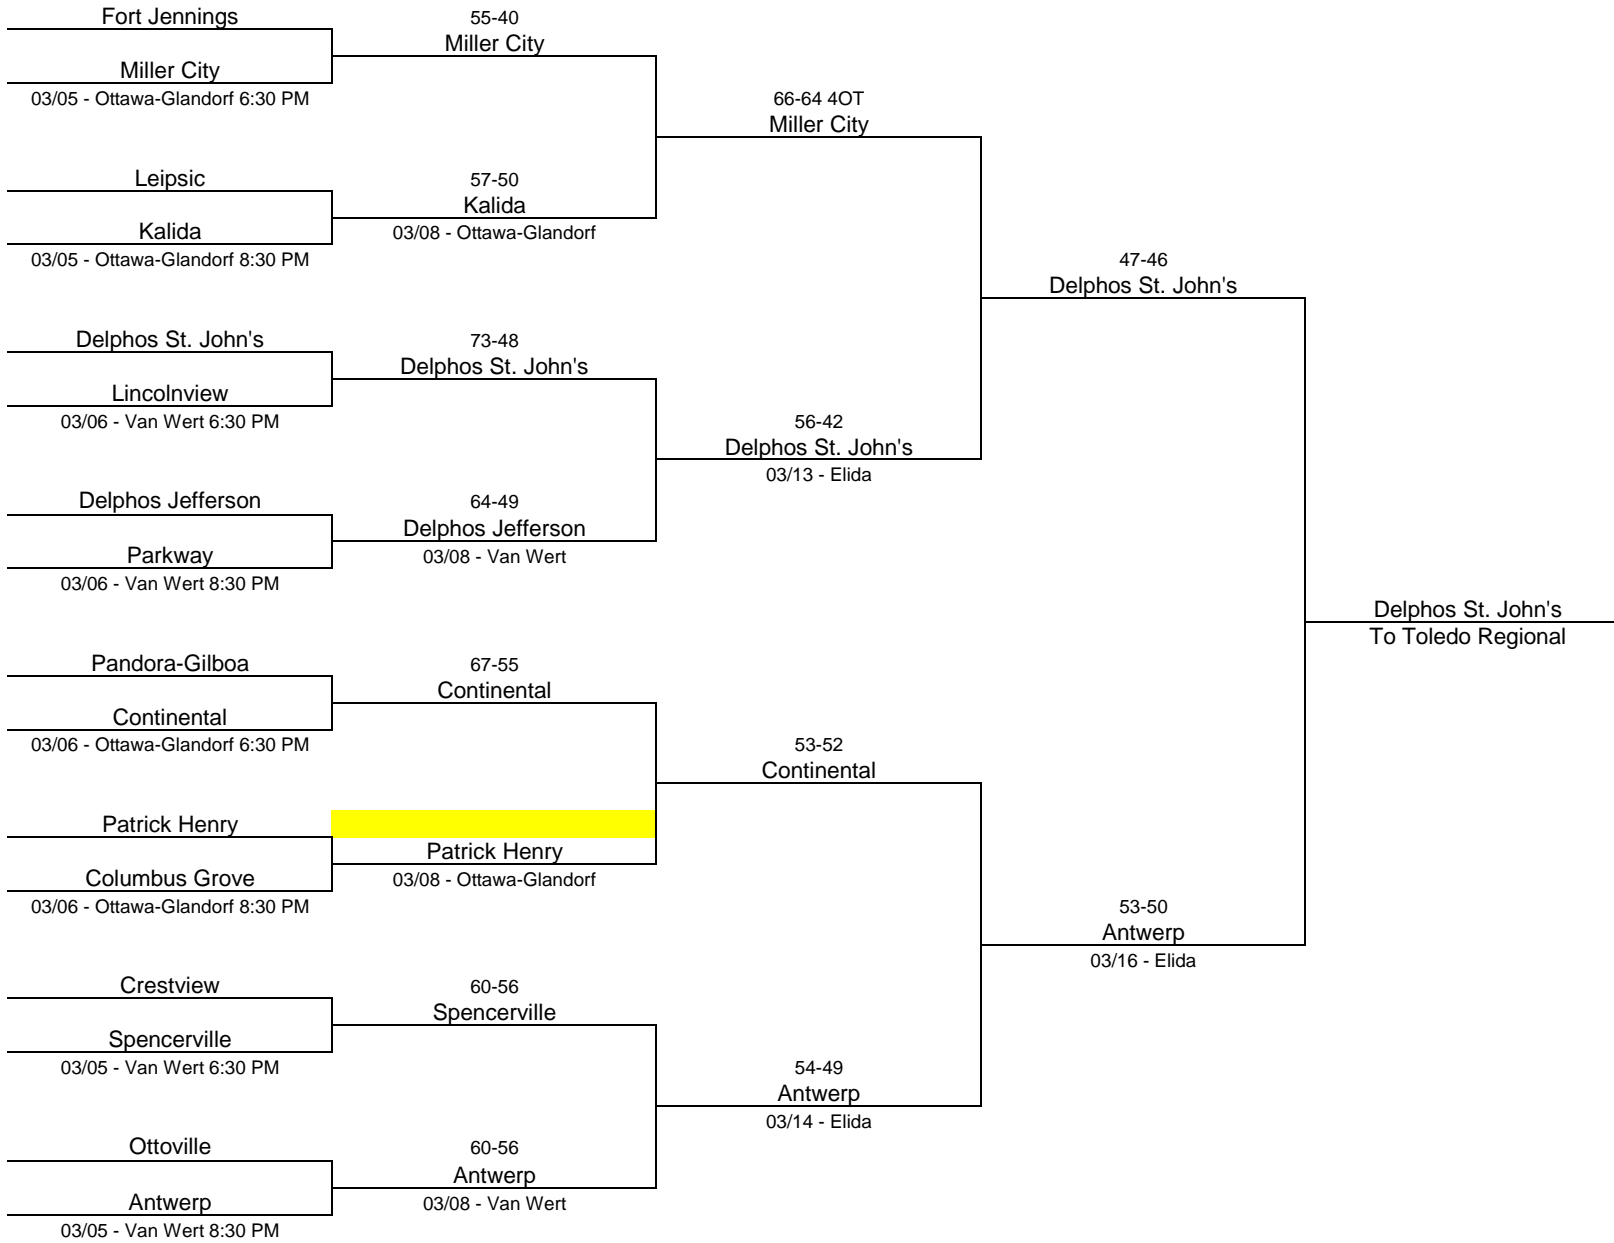 Fort Jennings
Miller City
03/05 - Ottawa-Glandorf 6:30 PM
Leipsic
Kalida
03/05 - Ottawa-Glandorf 8:30 PM
Delphos St. John's
Lincolnview
03/06 - Van Wert 6:30 PM
Delphos Jefferson
Parkway
03/06 - Van Wert 8:30 PM
Pandora-Gilboa
Continental
03/06 - Ottawa-Glandorf 6:30 PM
Patrick Henry
Columbus Grove
03/06 - Ottawa-Glandorf 8:30 PM
Crestview
Spencerville
03/05 - Van Wert 6:30 PM
Ottoville
Antwerp
03/05 - Van Wert 8:30 PM
55-40
Miller City
57-50
Kalida
03/08 - Ottawa-Glandorf
73-48
Delphos St. John's
64-49
Delphos Jefferson
03/08 - Van Wert
67-55
Continental
Patrick Henry
03/08 - Ottawa-Glandorf
60-56
Spencerville
60-56
Antwerp
03/08 - Van Wert
66-64 4OT
Miller City
56-42
Delphos St. John's
03/13 - Elida
53-52
Continental
54-49
Antwerp
03/14 - Elida
47-46
Delphos St. John's
53-50
Antwerp
03/16 - Elida
Delphos St. John's
To Toledo Regional